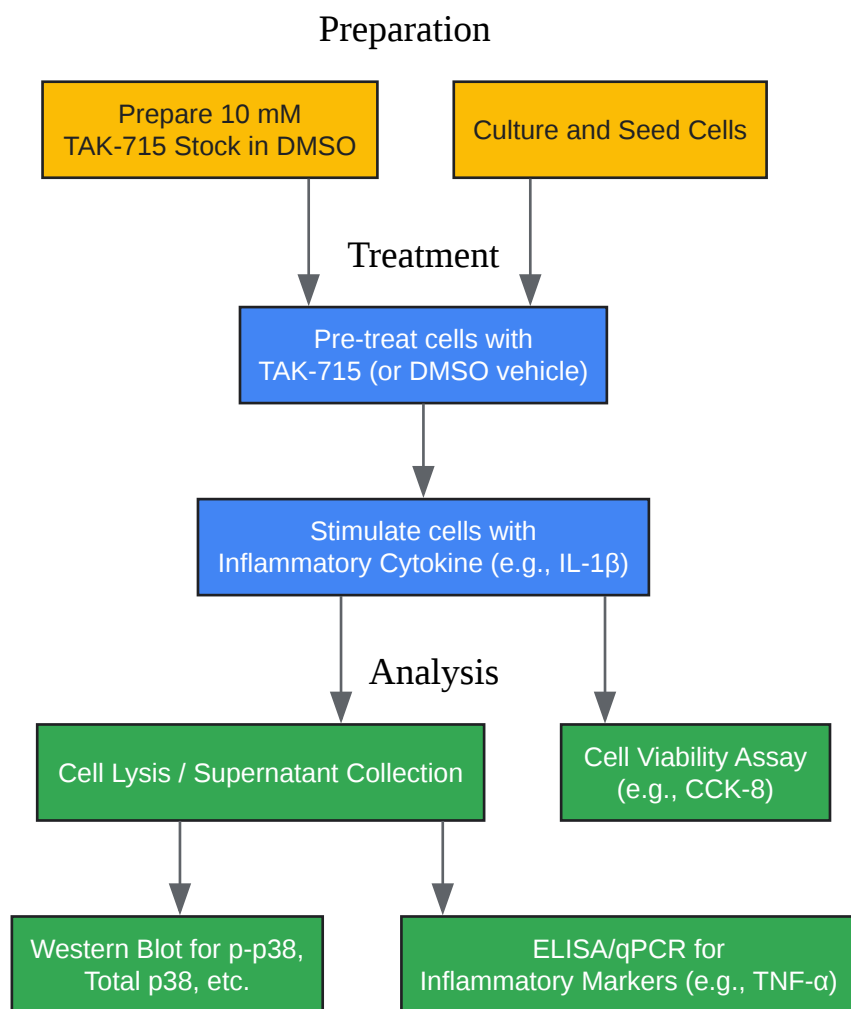 Preparation
Prepare 10 mM
TAK-715 Stock in DMSO
Culture and Seed Cells
Treatment
Pre-treat cells with
TAK-715 (or DMSO vehicle)
Stimulate cells with
Inflammatory Cytokine (e.g., IL-1β)
Analysis
Cell Lysis / Supernatant Collection
Cell Viability Assay
(e.g., CCK-8)
Western Blot for p-p38,
Total p38, etc.
ELISA/qPCR for
Inflammatory Markers (e.g., TNF-α)